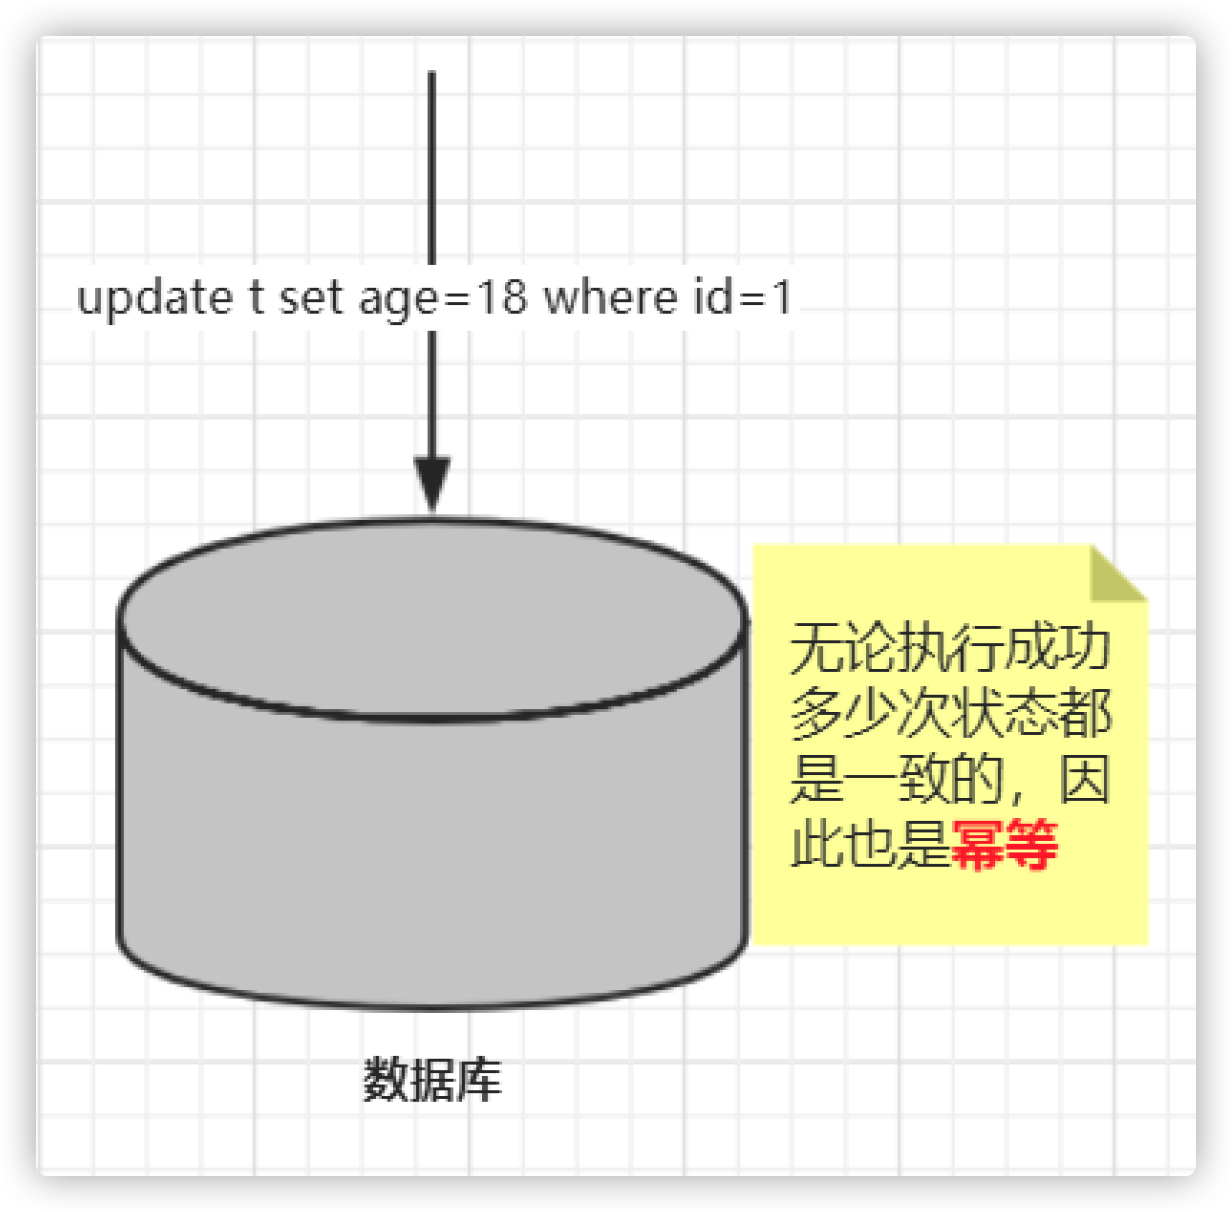 update t set age=18 where id=1
无论执行成功
多少次状态都
是一致的，因
此也是幂等
数据库